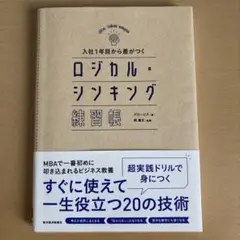 入社1年目から差がつく
ロジカル・
シンキング
練習帳
グロービス 著
MBAで一番初めに
叩き込まれるビジネス教養
超実践ドリルで
身につく
すぐに使えて
一生役立つ20の技術
東洋経済新報社